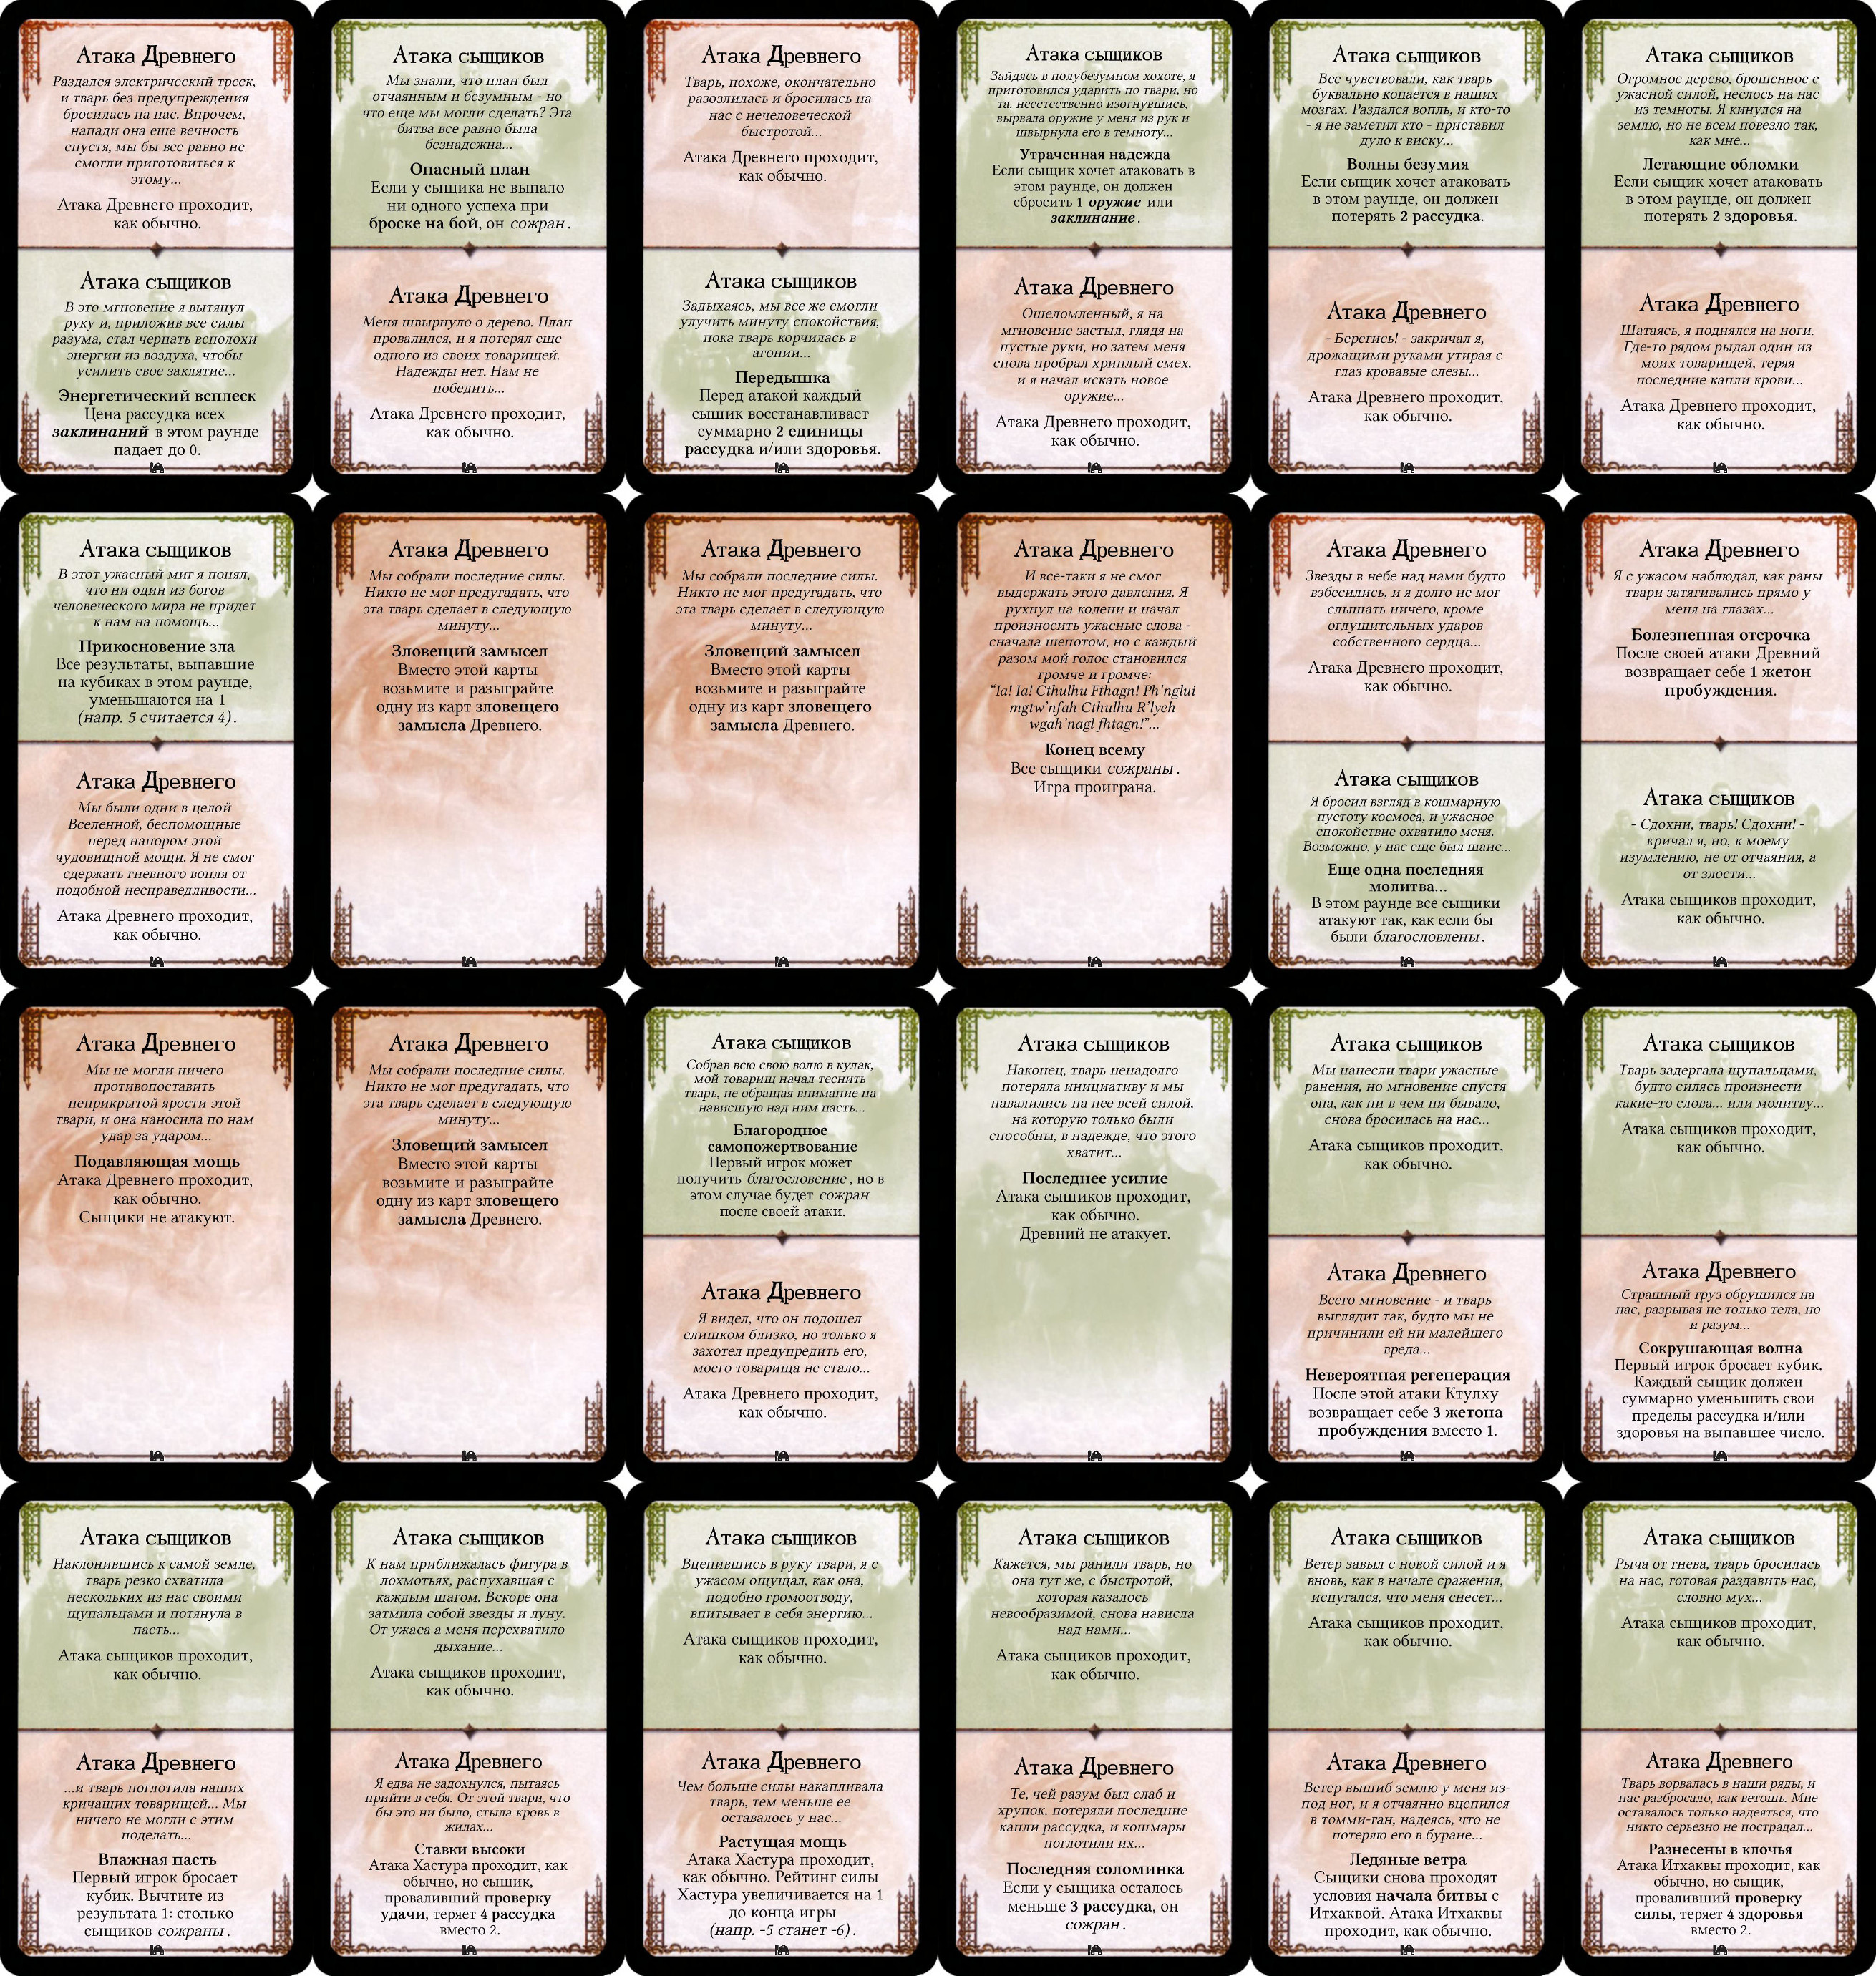 Атака Древнего
Раздался электрический треск,
и тварь без предупреждения
бросилась на нас. Впрочем,
напади она еще вечность
спустя, мы бы все равно не
смогли приготовиться к
этому...
Атака Древнего проходит,
как обычно.
Атака сыщиков
В это мгновение я вытянул
руку и, приложив все силы
разума, стал черпать всполохи
энергии из воздуха, чтобы
усилить свое заклятие...
Энергетический всплеск
Цена рассудка всех
заклинаний в этом раунде
падает до 0.
Атака сыщиков
Мы знали, что план был
отчаянным и безумным - но
что еще мы могли сделать? Эта
битва все равно была
безнадежна...
Опасный план
Если у сыщика не выпало
ни одного успеха при
броске на бой, он сожран.
Атака Древнего
Меня швырнуло о дерево. План
провалился, и я потерял еще
одного из своих товарищей.
Надежды нет. Нам не
победить...
Атака Древнего проходит,
как обычно.
Атака Древнего
Тварь, похоже, окончательно
разозлилась и бросилась на
нас с нечеловеческой
быстротой...
Атака Древнего проходит,
как обычно.
Атака сыщиков
Задыхаясь, мы все же смогли
улучить минуту спокойствия,
пока тварь корчилась в
агонии...
Передышка
Перед атакой каждый
сыщик восстанавливает
суммарно 2 единицы
рассудка и/или здоровья.
Атака сыщиков
Зайдясь в полубезумном хохоте, я
приготовился ударить по твари, но
та, неестественно изогнувшись,
вырвала оружие у меня из рук и
швырнула его в темноту...
Утраченная надежда
Если сыщик хочет атаковать в
этом раунде, он должен
сбросить 1 оружие или
заклинание.
Атака Древнего
Ошеломленный, я на
мгновение застыл, глядя на
пустые руки, но затем меня
снова пробрал хриплый смех,
и я начал искать новое
оружие...
Атака Древнего проходит,
как обычно.
Атака сыщиков
Все чувствовали, как тварь
буквально копается в наших
мозгах. Раздался вопль, и кто-то
- я не заметил кто - приставил
дуло к виску...
Волны безумия
Если сыщик хочет атаковать
в этом раунде, он должен
потерять 2 рассудка.
Атака Древнего
- Берегись! - закричал я,
дрожащими руками утирая с
глаз кровавые слезы...
Атака Древнего проходит,
как обычно.
Атака сыщиков
Огромное дерево, брошенное с
ужасной силой, неслось на нас
из темноты. Я кинулся на
землю, но не всем повезло так,
как мне...
Летающие обломки
Если сыщик хочет атаковать
в этом раунде, он должен
потерять 2 здоровья.
Атака Древнего
Шатаясь, я поднялся на ноги.
Где-то рядом рыдал один из
моих товарищей, теряя
последние капли крови...
Атака Древнего проходит,
как обычно.
Атака сыщиков
В этот ужасный миг я понял,
что ни один из богов
человеческого мира не придет
к нам на помощь...
Прикосновение зла
Все результаты, выпавшие
на кубиках в этом раунде,
уменьшаются на 1
(напр. 5 считается 4).
Атака Древнего
Мы были одни в целой
Вселенной, беспомощные
перед напором этой
чудовищной мощи. Я не смог
сдержать гневного вопля от
подобной несправедливости...
Атака Древнего проходит,
как обычно.
Атака Древнего
Мы собрали последние силы.
Никто не мог предугадать, что
эта тварь сделает в следующую
минуту...
Зловещий замысел
Вместо этой карты
возьмите и разыграйте
одну из карт зловещего
замысла Древнего.
Атака Древнего
Мы собрали последние силы.
Никто не мог предугадать, что
эта тварь сделает в следующую
минуту...
Зловещий замысел
Вместо этой карты
возьмите и разыграйте
одну из карт зловещего
замысла Древнего.
Атака Древнего
И все-таки я не смог
выдержать этого давления. Я
рухнул на колени и начал
произносить ужасные слова -
сначала шепотом, но с каждый
разом мой голос становился
громче и громче:
"Ia! Ia! Cthulhu Fthagn! Ph'nglui
mgtw'nfah Cthulhu R'lyeh
wgah'nagl fhtagn!"...
Конец всему
Все сыщики сожраны.
Игра проиграна.
Атака Древнего
Звезды в небе над нами будто
взбесились, и я долго не мог
слышать ничего, кроме
оглушительных ударов
собственного сердца...
Атака Древнего проходит,
как обычно.
Атака сыщиков
Я бросил взгляд в кошмарную
пустоту космоса, и ужасное
спокойствие охватило меня.
Возможно, у нас еще был шанс...
Еще одна последняя
молитва...
В этом раунде все сыщики
атакуют так, как если бы
были благословлены.
Атака Древнего
Я с ужасом наблюдал, как раны
твари затягивались прямо у
меня на глазах...
Болезненная отсрочка
После своей атаки Древний
возвращает себе 1 жетон
пробуждения.
Атака сыщиков
- Сдохни, тварь! Сдохни! -
кричал я, но, к моему
изумлению, не от отчаяния, а
от злости...
Атака сыщиков проходит,
как обычно.
Атака Древнего
Мы не могли ничего
противопоставить
неприкрытой ярости этой
твари, и она наносила по нам
удар за ударом...
Подавляющая мощь
Атака Древнего проходит,
как обычно.
Сыщики не атакуют.
Атака Древнего
Мы собрали последние силы.
Никто не мог предугадать, что
эта тварь сделает в следующую
минуту...
Зловещий замысел
Вместо этой карты
возьмите и разыграйте
одну из карт зловещего
замысла Древнего.
Атака сыщиков
Собрав всю свою волю в кулак,
мой товарищ начал теснить
тварь, не обращая внимание на
нависшую над ним пасть...
Благородное
самопожертвование
Первый игрок может
получить благословение, но в
этом случае будет сожран
после своей атаки.
Атака Древнего
Я видел, что он подошел
слишком близко, но только я
захотел предупредить его,
моего товарища не стало...
Атака Древнего проходит,
как обычно.
Атака сыщиков
Наконец, тварь ненадолго
потеряла инициативу и мы
навалились на нее всей силой,
на которую только были
способны, в надежде, что этого
хватит...
Последнее усилие
Атака сыщиков проходит,
как обычно.
Древний не атакует.
Атака сыщиков
Мы нанесли твари ужасные
ранения, но мгновение спустя
она, как ни в чем ни бывало,
снова бросилась на нас...
Атака сыщиков проходит,
как обычно.
Атака Древнего
Всего мгновение - и тварь
выглядит так, будто мы не
причинили ей ни малейшего
вреда...
Невероятная регенерация
После этой атаки Ктулху
возвращает себе 3 жетона
пробуждения вместо 1.
Атака сыщиков
Тварь задергала щупальцами,
будто силясь произнести
какие-то слова... или молитву...
Атака сыщиков проходит,
как обычно.
Атака Древнего
Страшный груз обрушился на
нас, разрывая не только тела, но
и разум...
Сокрушающая волна
Первый игрок бросает кубик.
Каждый сыщик должен
суммарно уменьшить свои
пределы рассудка и/или
здоровья на выпавшее число.
Атака сыщиков
Наклонившись к самой земле,
тварь резко схватила
нескольких из нас своими
щупальцами и потянула в
пасть...
Атака сыщиков проходит,
как обычно.
Атака Древнего
...и тварь поглотила наших
кричащих товарищей... Мы
ничего не могли с этим
поделать...
Влажная пасть
Первый игрок бросает
кубик. Вычтите из
результата 1: столько
сыщиков сожраны.
Атака сыщиков
К нам приближалась фигура в
лохмотьях, распухавшая с
каждым шагом. Вскоре она
затмила собой звезды и луну.
От ужаса а меня перехватило
дыхание...
Атака сыщиков проходит,
как обычно.
Атака Древнего
Я едва не задохнулся, пытаясь
прийти в себя. От этой твари, что
бы это ни было, стыла кровь в
жилах...
Ставки высоки
Атака Хастура проходит, как
обычно, но сыщик,
проваливший проверку
удачи, теряет 4 рассудка
вместо 2.
Атака сыщиков
Вцепившись в руку твари, я с
ужасом ощущал, как она,
подобно громоотводу,
впитывает в себя энергию...
Атака сыщиков проходит,
как обычно.
Атака Древнего
Чем больше силы накапливала
тварь, тем меньше ее
оставалось у нас...
Растущая мощь
Атака Хастура проходит,
как обычно. Рейтинг силы
Хастура увеличивается на 1
до конца игры
(напр. -5 станет -6).
Атака сыщиков
Кажется, мы ранили тварь, но
она тут же, с быстротой,
которая казалось
невообразимой, снова нависла
над нами...
Атака сыщиков проходит,
как обычно.
Атака Древнего
Те, чей разум был слаб и
хрупок, потеряли последние
капли рассудка, и кошмары
поглотили их...
Последняя соломинка
Если у сыщика осталось
меньше 3 рассудка, он
сожран.
Атака сыщиков
Ветер завыл с новой силой и я
вновь, как в начале сражения,
испугался, что меня снесет...
Атака сыщиков проходит,
как обычно.
Атака Древнего
Ветер вышиб землю у меня из-
под ног, и я отчаянно вцепился
в томми-ган, надеясь, что не
потеряю его в буране...
Ледяные ветра
Сыщики снова проходят
условия начала битвы с
Итхаквой. Атака Итхаквы
проходит, как обычно.
Атака сыщиков
Рыча от гнева, тварь бросилась
на нас, готовая раздавить нас,
словно мух...
Атака сыщиков проходит,
как обычно.
Атака Древнего
Тварь ворвалась в наши ряды, и
нас разбросало, как ветошь. Мне
оставалось только надеяться, что
никто серьезно не пострадал...
Разнесены в клочья
Атака Итхаквы проходит, как
обычно, но сыщик,
проваливший проверку
силы, теряет 4 здоровья
вместо 2.